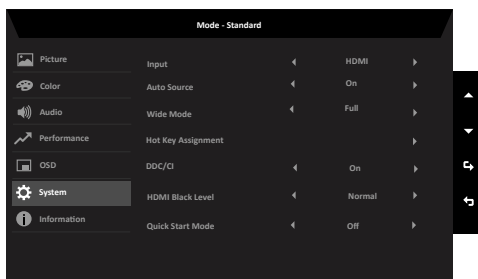 Mode - Standard
Picture
Color
Audio
Performance
OSD
System
Information
Input HDMI
Auto Source On
Wide Mode Full
Hot Key Assignment
DDC/CI On
HDMI Black Level Normal
Quick Start Mode Off